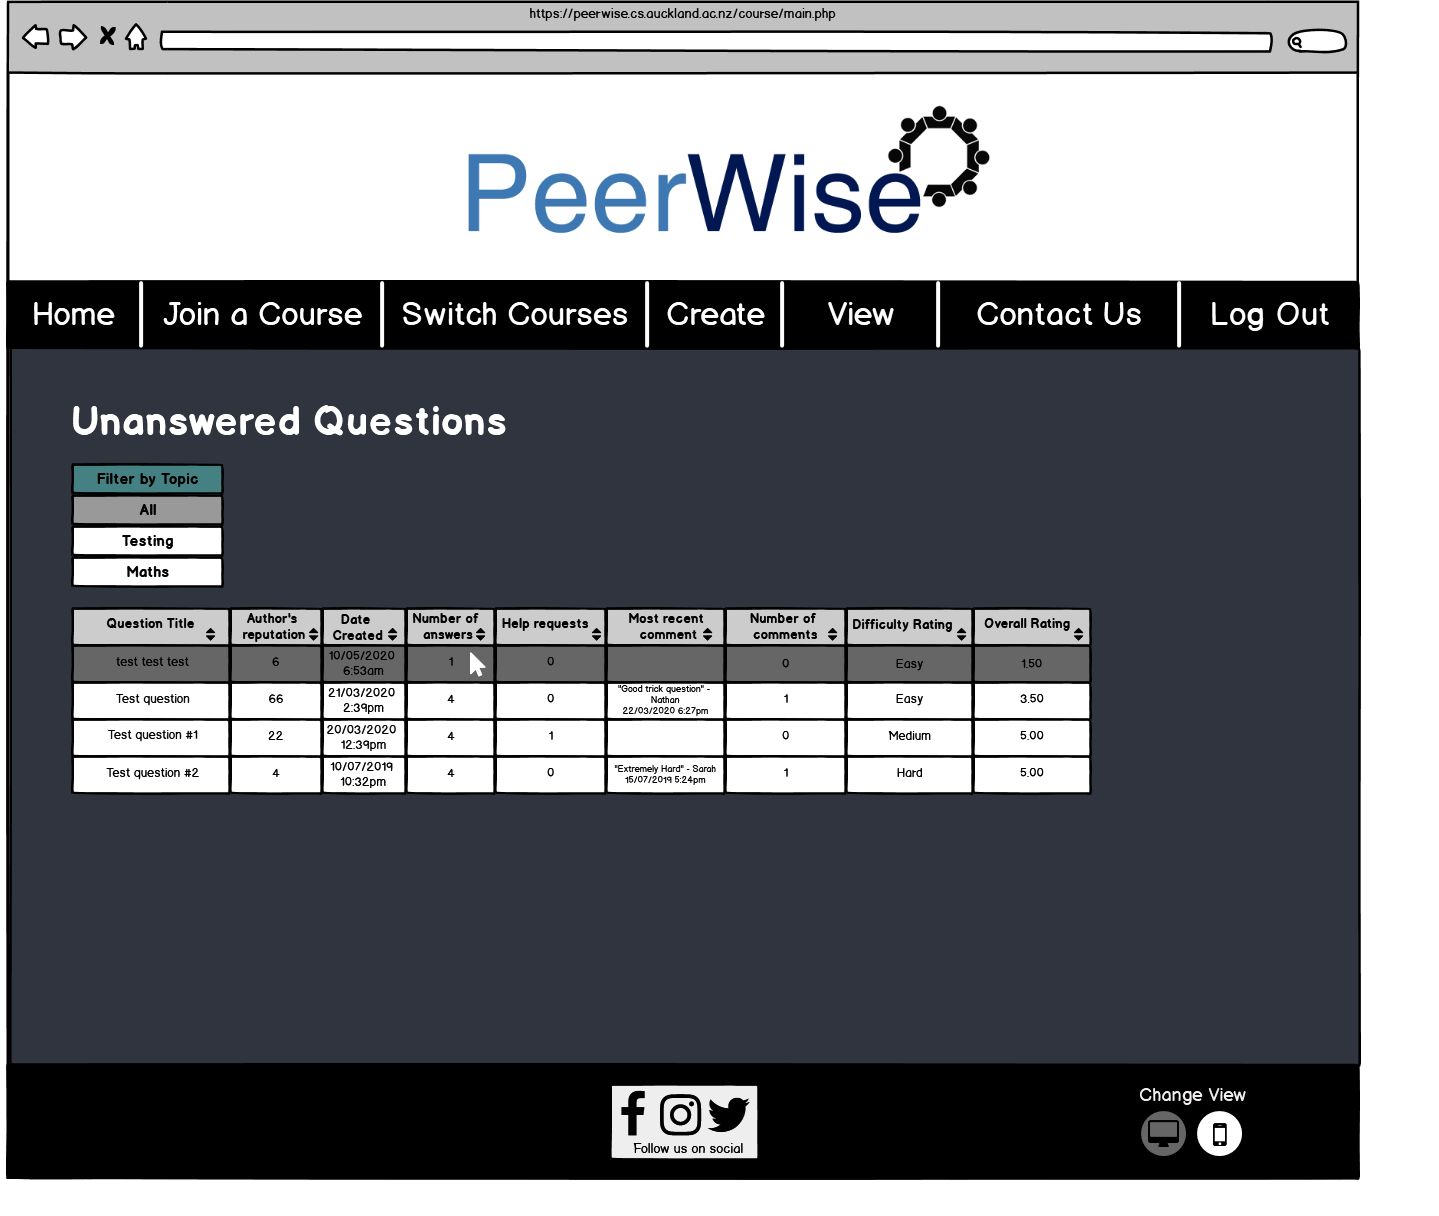 https://peerwise.cs.auckland.ac.nz/course/main.php
PeerWise
Home Join a Course Switch Courses Create View Contact Us Log Out
Unanswered Questions
Filter by Topic
All
Testing
Maths
Question Title Author's reputation Date Created Number of answers Help requests Most recent comment Number of comments Difficulty Rating Overall Rating
test test test 6 10/05/2020 6:53am 1 0 0 Easy 1.50
Test question 66 21/03/2020 2:39pm 4 0 "Good trick question" - Nathan 22/03/2020 6:27pm 1 Easy 3.50
Test question #1 22 20/03/2020 12:39pm 4 1 0 Medium 5.00
Test question #2 4 10/07/2019 10:32pm 4 0 "Extremely Hard" - Sarah 15/07/2019 5:24pm 1 Hard 5.00
Follow us on social
Change View